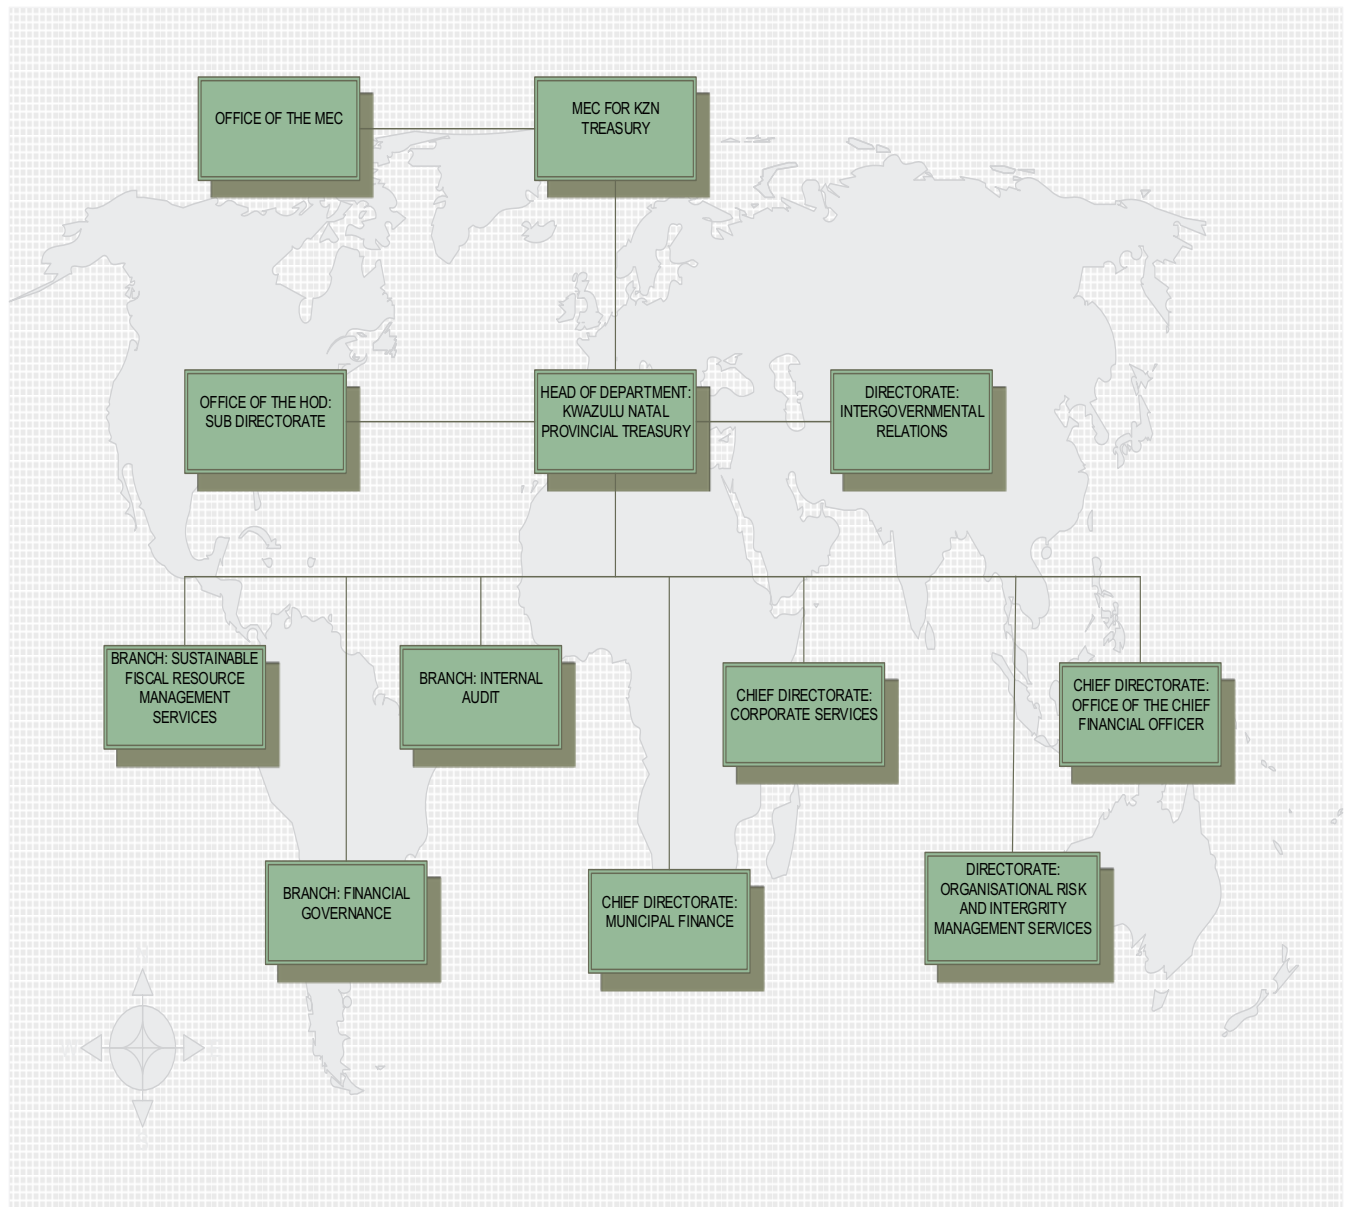 OFFICE OF THE MEC
MEC FOR KZN
TREASURY
OFFICE OF THE HOD:
SUB DIRECTORATE
HEAD OF DEPARTMENT:
KWAZULU NATAL
PROVINCIAL TREASURY
DIRECTORATE:
INTERGOVERNMENTAL
RELATIONS
BRANCH: SUSTAINABLE
FISCAL RESOURCE
MANAGEMENT
SERVICES
BRANCH: INTERNAL
AUDIT
CHIEF DIRECTORATE:
CORPORATE SERVICES
CHIEF DIRECTORATE:
OFFICE OF THE CHIEF
FINANCIAL OFFICER
BRANCH: FINANCIAL
GOVERNANCE
CHIEF DIRECTORATE:
MUNICIPAL FINANCE
DIRECTORATE:
ORGANISATIONAL RISK
AND INTERGRITY
MANAGEMENT SERVICES